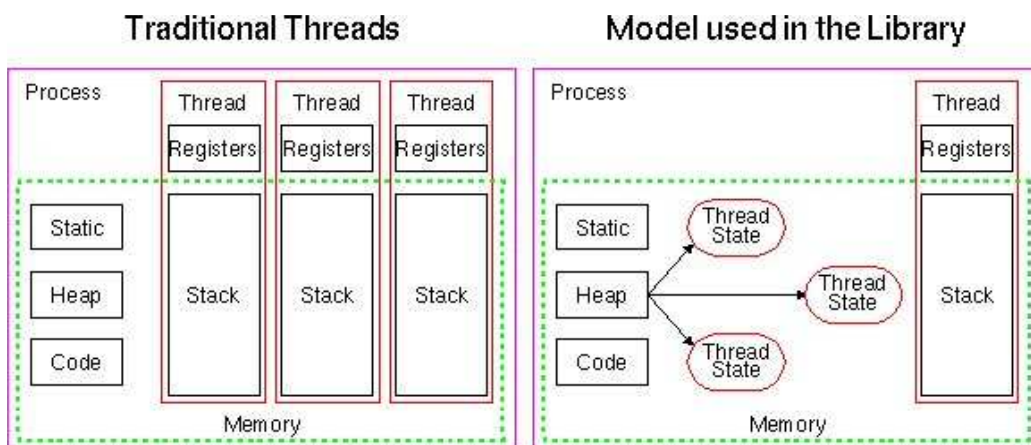 Traditional Threads
Process
Thread
Thread
Thread
Registers
Registers
Registers
Static
Heap
Code
Stack
Stack
Stack
Memory
Model used in the Library
Process
Thread
Registers
Static
Heap
Code
Thread
State
Thread
State
Thread
State
Stack
Memory